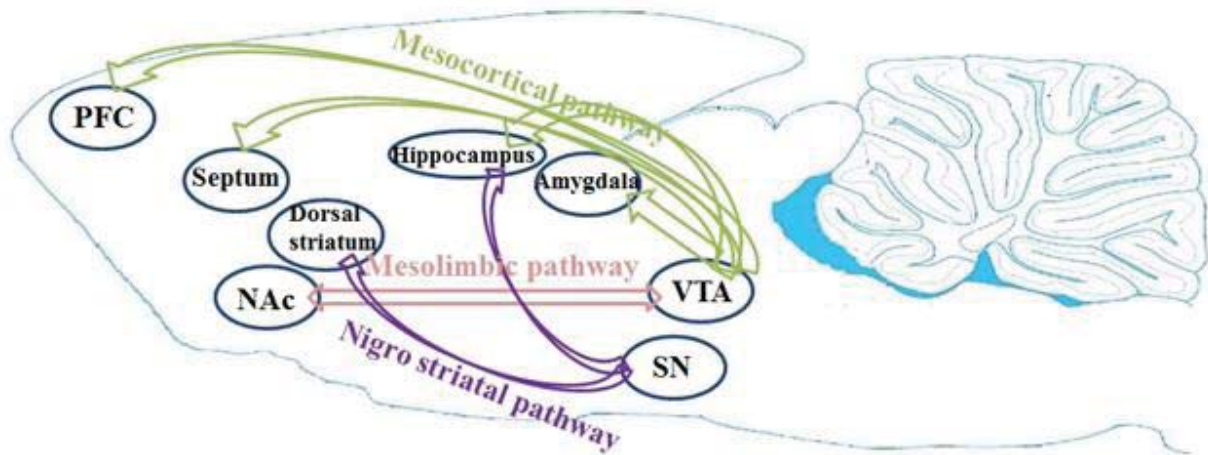 Mesocortical pathway
PFC
Hippocampus
Septum
Amygdala
Dorsal
striatum
Mesolimbic pathway
NAc
VTA
Nigro striatal pathway
SN